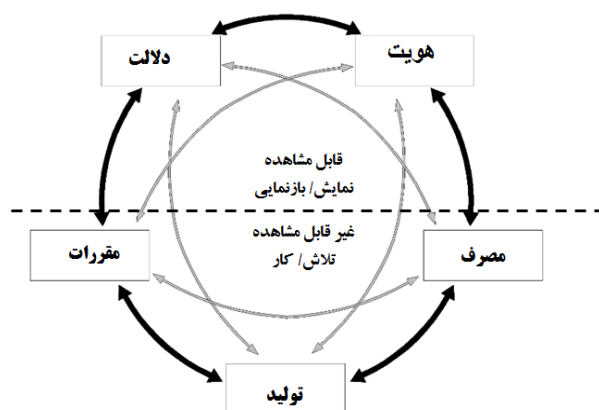 هویت
دلالت
قابل مشاهده
نمایش/ بازنمایی
غیر قابل مشاهده
تلاش/ کار
مصرف
مقررات
تولید